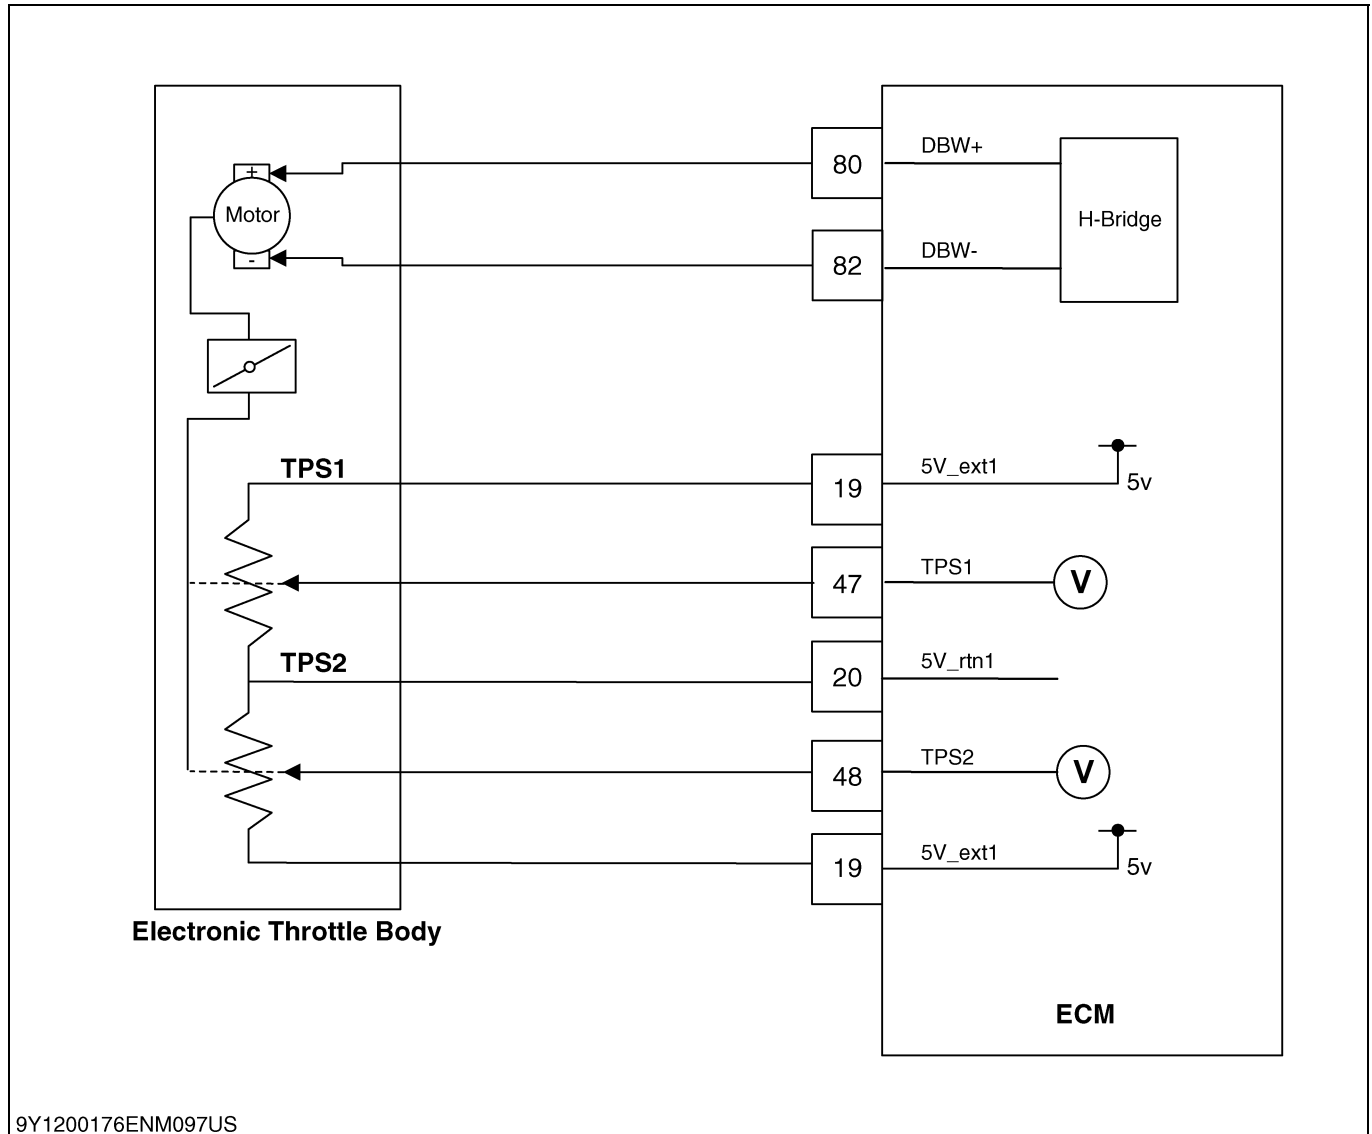 80
DBW+
+
Motor
H-Bridge
-
82
DBW-
TPS1
19
5V_ext1
5v
47
TPS1
V
TPS2
20
5V_rtn1
48
TPS2
V
19
5V_ext1
5v
Electronic Throttle Body
ECM
9Y1200176ENM097US